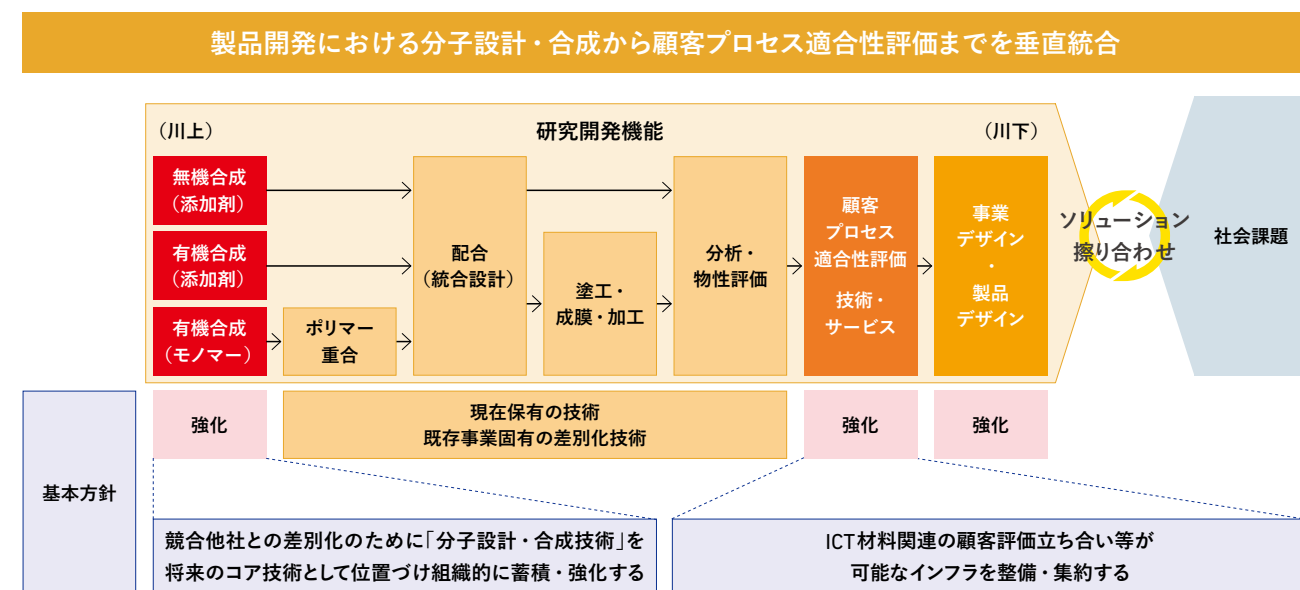 製品開発における分子設計・合成から顧客プロセス適合性評価までを垂直統合
（川上）
研究開発機能
（川下）
無機合成
（添加剤）
有機合成
（添加剤）
有機合成
（モノマー）
ポリマー
重合
配合
（統合設計）
塗工・
成膜・加工
分析・
物性評価
顧客
プロセス
適合性評価
技術・
サービス
事業
デザイン
・
製品
デザイン
ソリューション
擦り合わせ
社会課題
基本方針
強化
現在保有の技術
既存事業固有の差別化技術
強化
強化
競合他社との差別化のために「分子設計・合成技術」を
将来のコア技術として位置づけ組織的に蓄積・強化する
ICT材料関連の顧客評価立ち合い等が
可能なインフラを整備・集約する